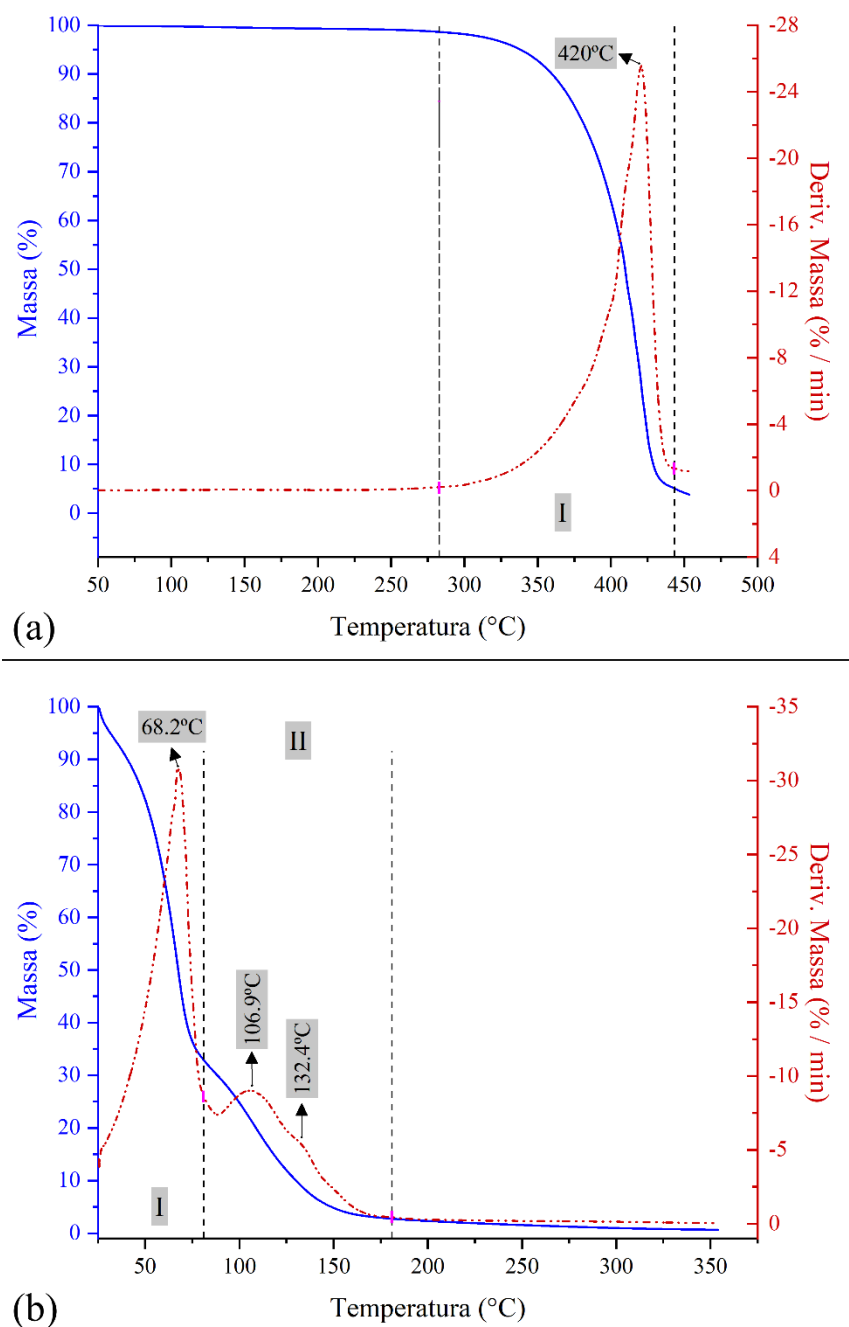 420ºC
100
90
80
70
60
50
40
30
20
10
0
Massa (%)
-28
-24
-20
-16
-12
-8
-4
0
4
Deriv. Massa (% / min)
I
50 100 150 200 250 300 350 400 450 500
Temperatura (°C)
(a)
68.2ºC
II
106.9ºC
132.4ºC
100
90
80
70
60
50
40
30
20
10
0
Massa (%)
-35
-30
-25
-20
-15
-10
-5
0
Deriv. Massa (% / min)
I
50 100 150 200 250 300 350
Temperatura (°C)
(b)